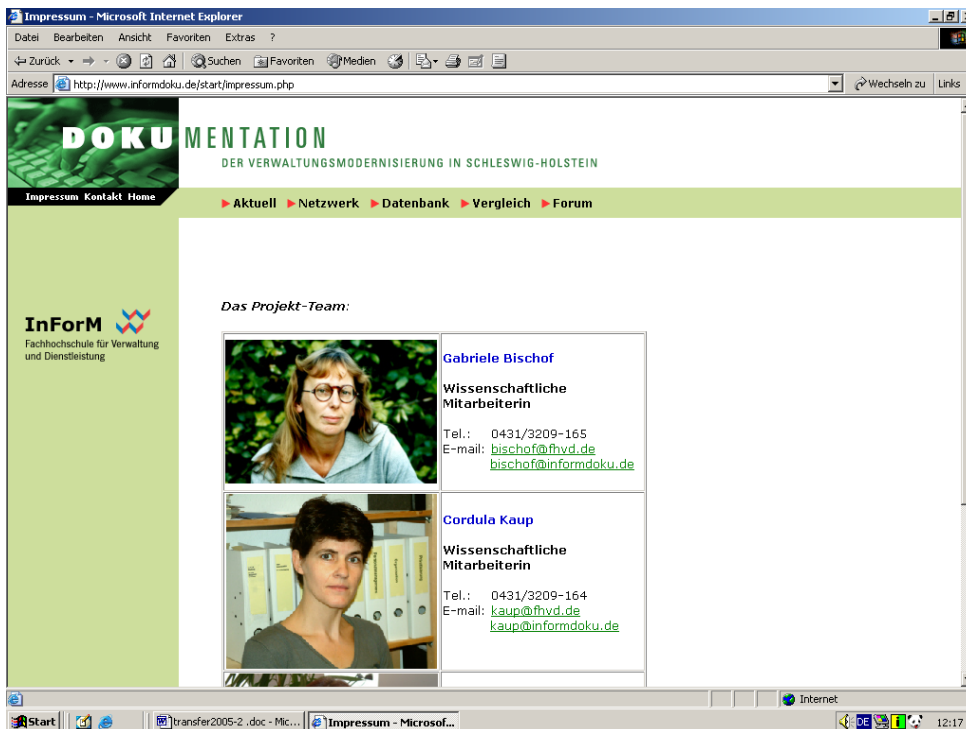 Impressum - Microsoft Internet Explorer
Datei Bearbeiten Ansicht Favoriten Extras ?
Zurück Suchen Favoriten Medien
Adresse http://www.informdoku.de/start/impressum.php Wechseln zu Links
DOKUMENTATION
DER VERWALTUNGSMODERNISIERUNG IN SCHLESWIG-HOLSTEIN
Impressum Kontakt Home
Aktuell Netzwerk Datenbank Vergleich Forum
Das Projekt-Team:
InForM
Fachhochschule für Verwaltung
und Dienstleistung
Gabriele Bischof
Wissenschaftliche
Mitarbeiterin
Tel.: 0431/3209-165
E-mail: bischof@fhvd.de
bischof@informdoku.de
Cordula Kaup
Wissenschaftliche
Mitarbeiterin
Tel.: 0431/3209-164
E-mail: kaup@fhvd.de
kaup@informdoku.de
Internet
Start transfer2005-2 .doc - Mic... Impressum - Microsof... DE 12:17